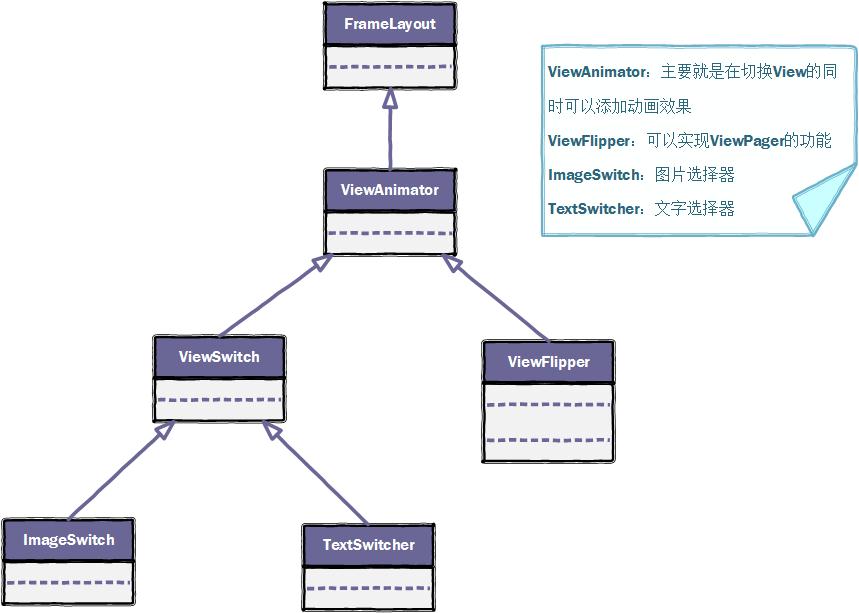 FrameLayout
ViewAnimator：主要就是在切换View的同
时可以添加动画效果
ViewFlipper：可以实现ViewPager的功能
ImageSwitch：图片选择器
TextSwitcher：文字选择器
ViewAnimator
ViewSwitch
ViewFlipper
ImageSwitch
TextSwitcher